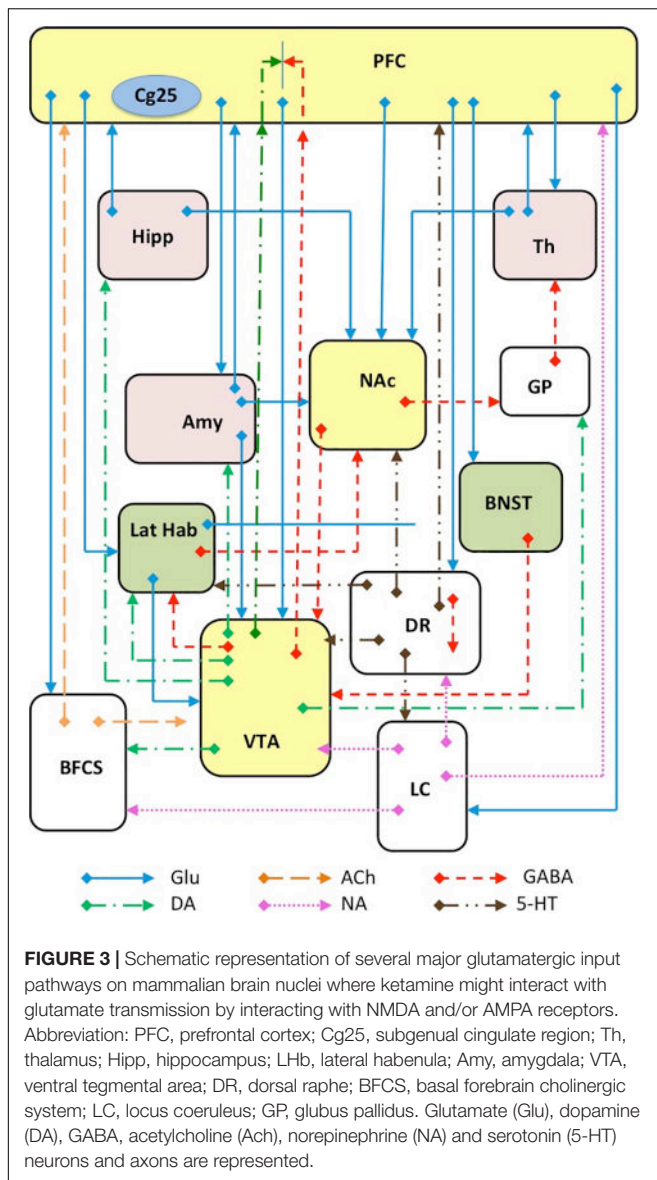 PFC
Cg25
Hipp
Th
NAc
GP
Amy
BNST
Lat Hab
DR
VTA
BFCS
LC
Glu
ACh
GABA
DA
NA
5-HT
FIGURE 3 | Schematic representation of several major glutamatergic input
pathways on mammalian brain nuclei where ketamine might interact with
glutamate transmission by interacting with NMDA and/or AMPA receptors.
Abbreviation: PFC, prefrontal cortex; Cg25, subgenual cingulate region; Th,
thalamus; Hipp, hippocampus; LHb, lateral habenula; Amy, amygdala; VTA,
ventral tegmental area; DR, dorsal raphe; BFCS, basal forebrain cholinergic
system; LC, locus coeruleus; GP, glubus pallidus. Glutamate (Glu), dopamine
(DA), GABA, acetylcholine (Ach), norepinephrine (NA) and serotonin (5-HT)
neurons and axons are represented.